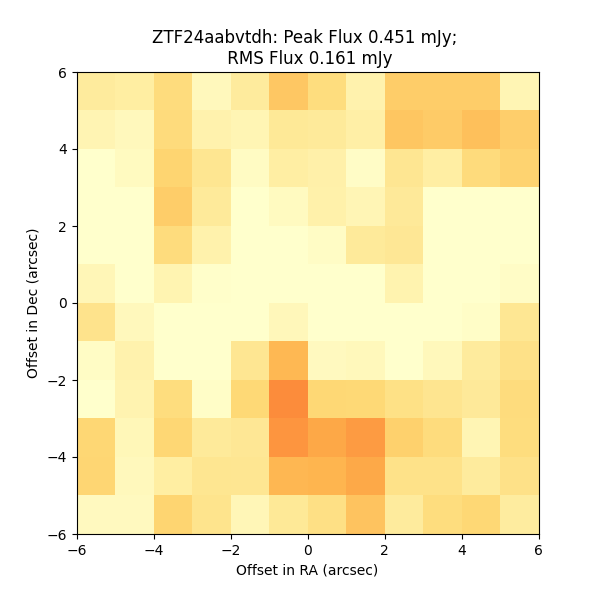 ZTF24aabvtdh: Peak Flux 0.451 mJy;
RMS Flux 0.161 mJy
6
4
2
0
−2
−4
−6
Offset in Dec (arcsec)
−6 −4 −2 0 2 4 6
Offset in RA (arcsec)